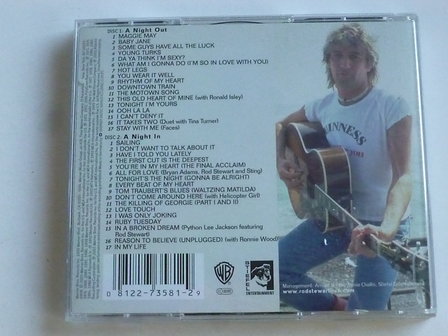 DISC 1: A Night Out
1 MAGGIE MAY
2 BABY JANE
3 SOME GUYS HAVE ALL THE LUCK
4 YOUNG TURKS
5 DA YA THINK I'M SEXY?
6 WHAT AM I GONNA DO (I'M SO IN LOVE WITH YOU)
7 HOT LEGS
8 YOU WEAR IT WELL
9 RHYTHM OF MY HEART
10 DOWNTOWN TRAIN
11 THE MOTOWN SONG
12 THIS OLD HEART OF MINE (with Ronald Isley)
13 TONIGHT I'M YOURS
14 OOH LA LA
15 I CAN'T DENY IT
16 IT TAKES TWO (Duet with Tina Turner)
17 STAY WITH ME (Faces)
DISC 2: A Night In
1 SAILING
2 I DON'T WANT TO TALK ABOUT IT
3 HAVE I TOLD YOU LATELY
4 THE FIRST CUT IS THE DEEPEST
5 YOU'RE IN MY HEART (THE FINAL ACCLAIM)
6 ALL FOR LOVE (Bryan Adams, Rod Stewart and Sting)
7 TONIGHT'S THE NIGHT (GONNA BE ALRIGHT)
8 EVERY BEAT OF MY HEART
9 TOM TRAUBERT'S BLUES (WALTZING MATILDA)
10 DON'T COME AROUND HERE (with Helicopter Girl)
11 THE KILLING OF GEORGIE (PART I AND II)
12 LOVE TOUCH
13 I WAS ONLY JOKING
14 RUBY TUESDAY
15 IN A BROKEN DREAM (Python Lee Jackson featuring
Rod Stewart)
16 REASON TO BELIEVE (UNPLUGGED) (with Ronnie Wood)
17 IN MY LIFE
GUINNESS
0 8122-73581-2 9
WB
DIESEL
ENTERTAINMENT
Management:
www.rodstewart